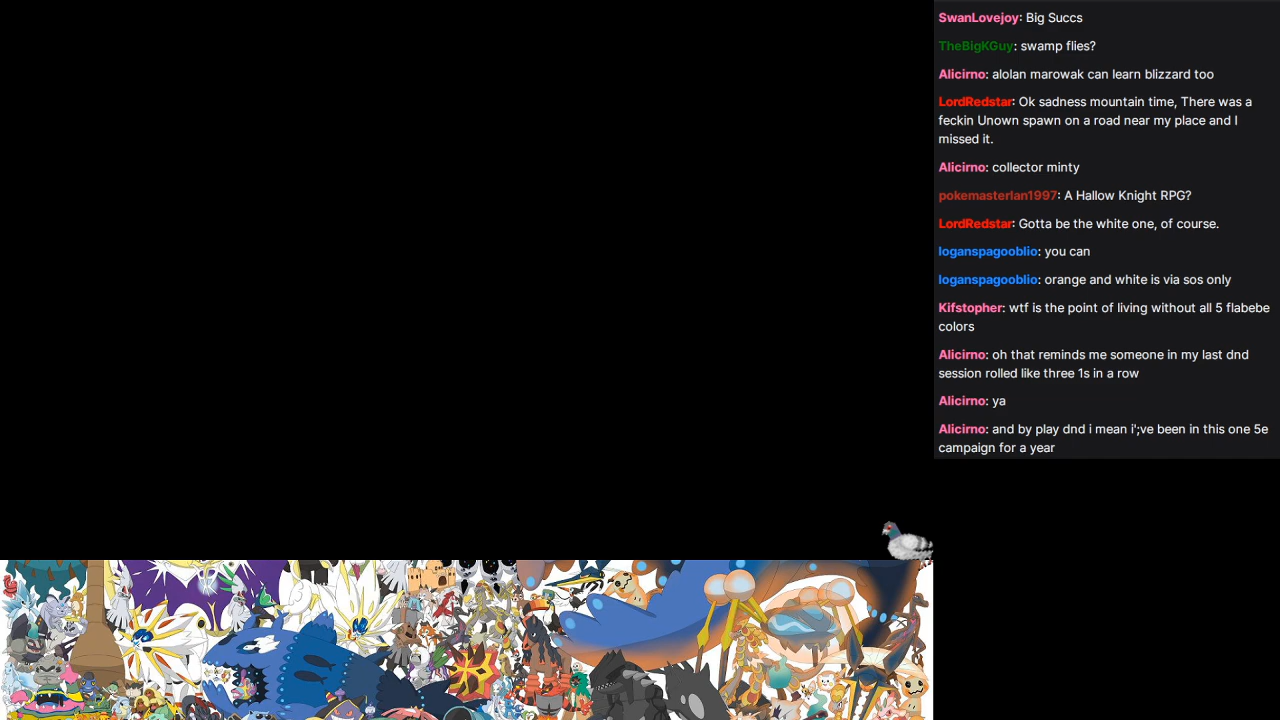 SwanLovejoy: Big Succs
TheBigKGuy: swamp flies?
Alicirno: alolan marowak can learn blizzard too
LordRedstar: Ok sadness mountain time, There was a
feckin Unown spawn on a road near my place and I
missed it.
Alicirno: collector minty
pokemasterIan1997: A Hallow Knight RPG?
LordRedstar: Gotta be the white one, of course.
loganspagooblio: you can
loganspagooblio: orange and white is via sos only
Kifstopher: wtf is the point of living without all 5 flabebe
colors
Alicirno: oh that reminds me someone in my last dnd
session rolled like three 1s in a row
Alicirno: ya
Alicirno: and by play dnd i mean i';ve been in this one 5e
campaign for a year